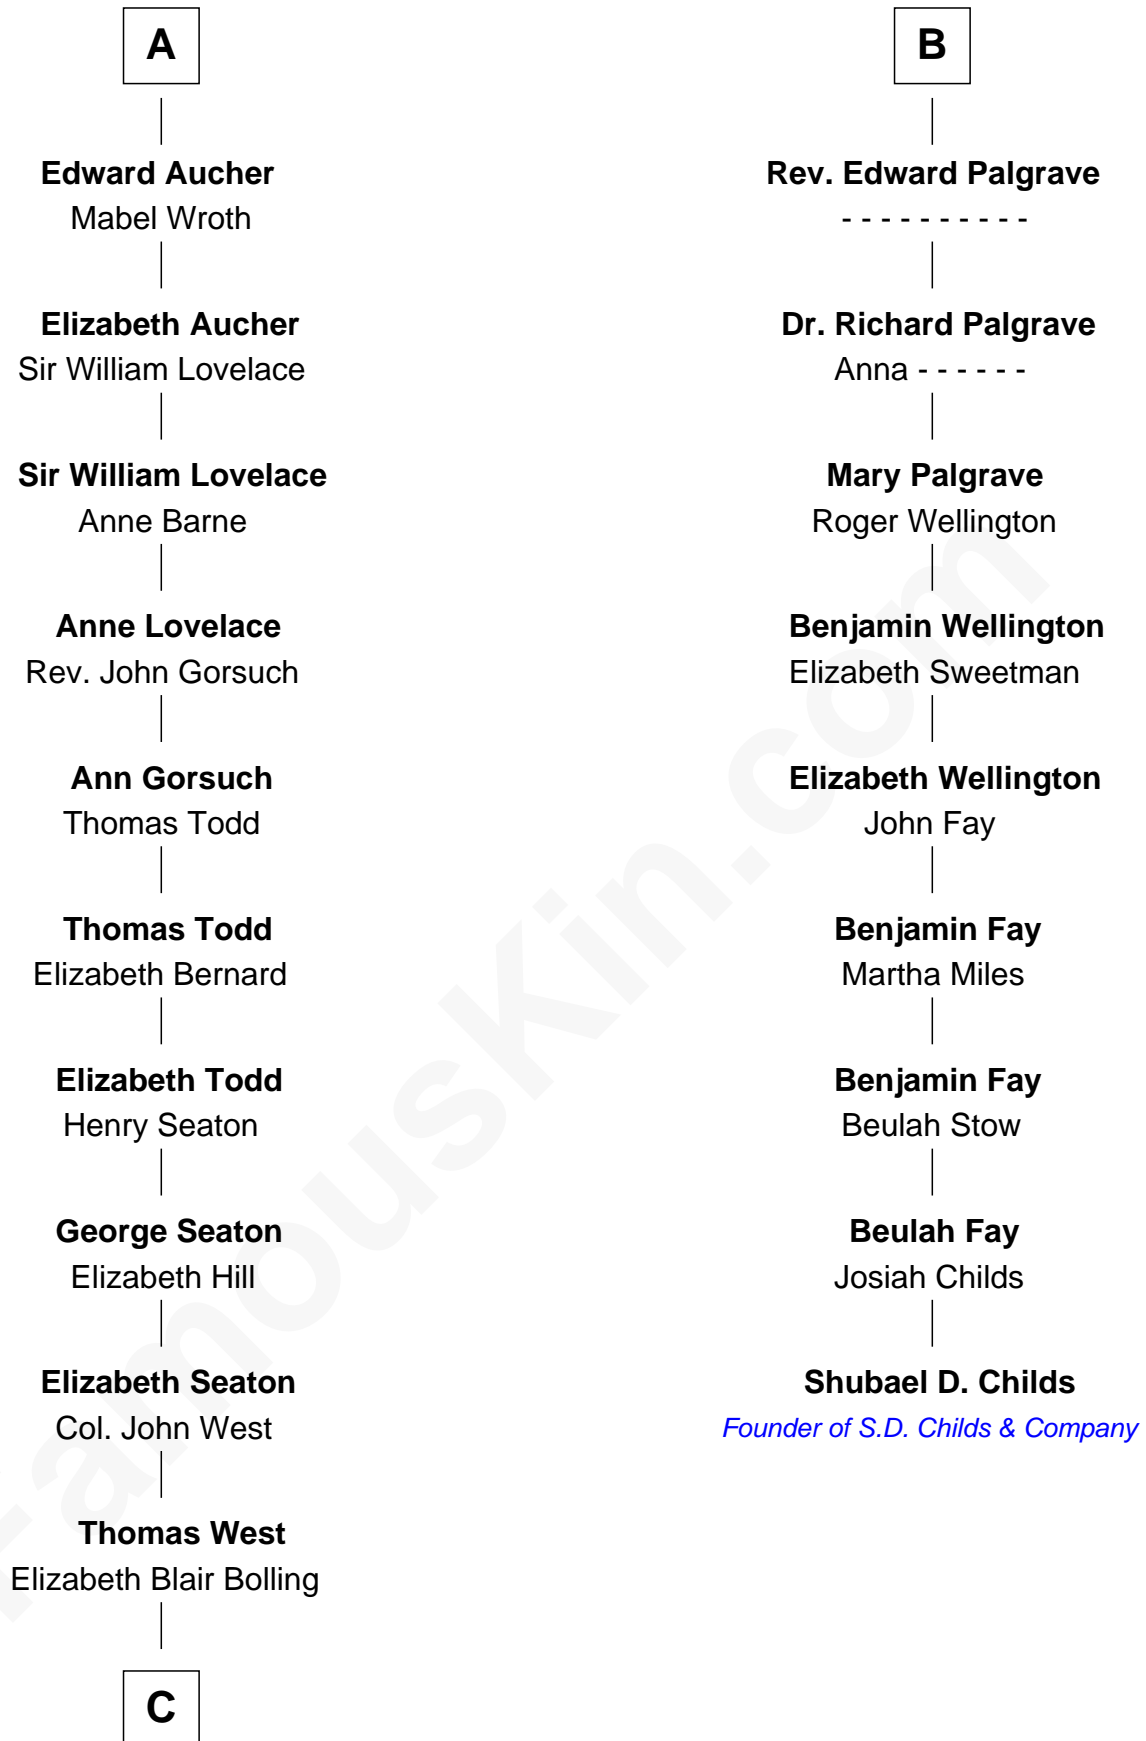 A
Edward Aucher
Mabel Wroth
Elizabeth Aucher
Sir William Lovelace
Sir William Lovelace
Anne Barne
Anne Lovelace
Rev. John Gorsuch
Ann Gorsuch
Thomas Todd
Thomas Todd
Elizabeth Bernard
Elizabeth Todd
Henry Seaton
George Seaton
Elizabeth Hill
Elizabeth Seaton
Col. John West
Thomas West
Elizabeth Blair Bolling
C
B
Rev. Edward Palgrave
- - - - - - - - - -
Dr. Richard Palgrave
Anna - - - - - -
Mary Palgrave
Roger Wellington
Benjamin Wellington
Elizabeth Sweetman
Elizabeth Wellington
John Fay
Benjamin Fay
Martha Miles
Benjamin Fay
Beulah Stow
Beulah Fay
Josiah Childs
Shubael D. Childs
Founder of S.D. Childs & Company
FamousKin.com